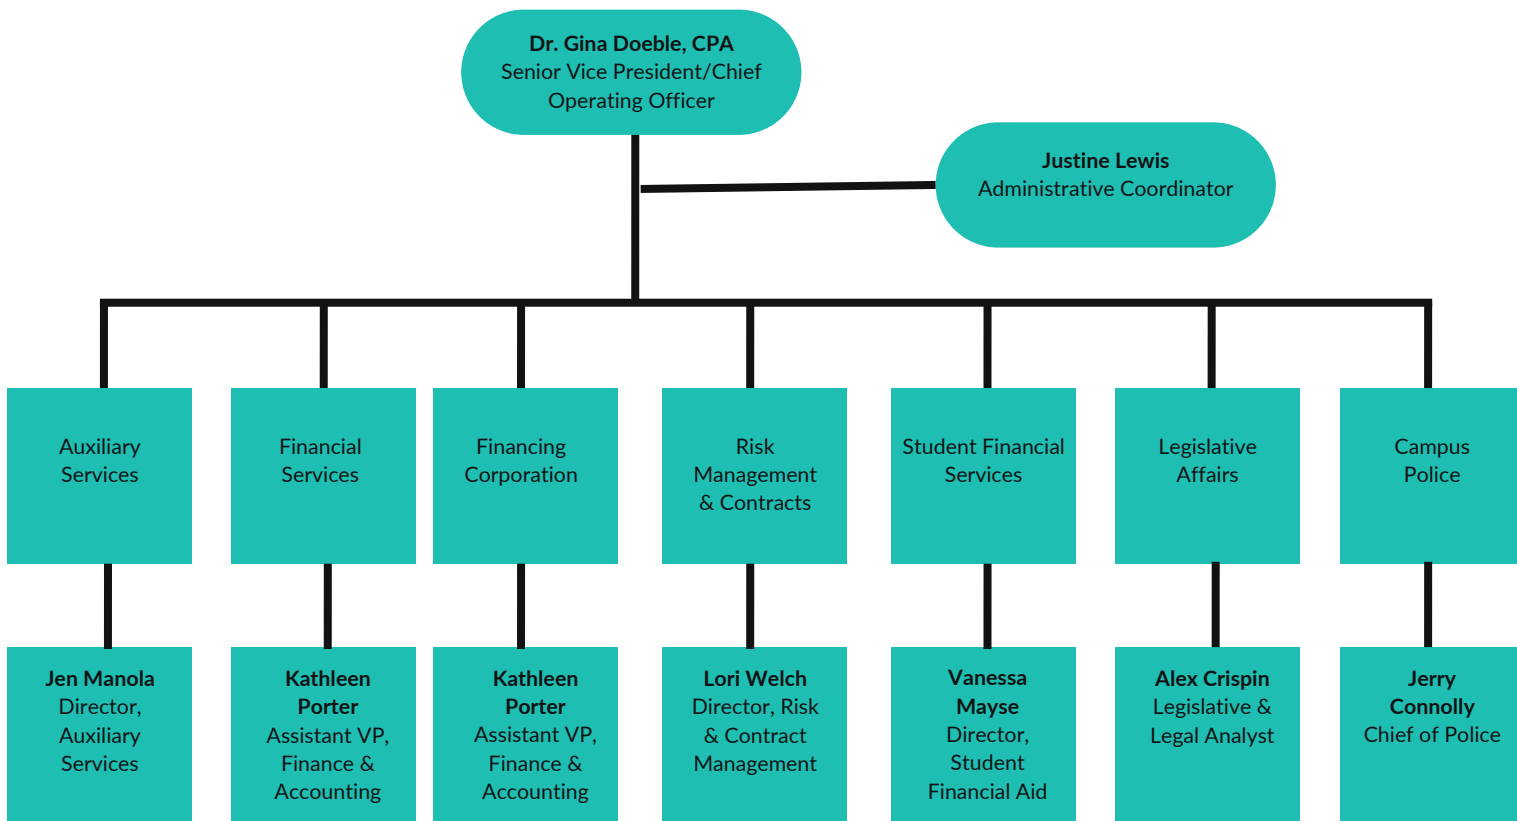 Dr. Gina Doeble, CPA
Senior Vice President/Chief
Operating Officer
Justine Lewis
Administrative Coordinator
Auxiliary
Services
Financial
Services
Financing
Corporation
Risk
Management
& Contracts
Student Financial
Services
Legislative
Affairs
Campus
Police
Jen Manola
Director,
Auxiliary
Services
Kathleen
Porter
Assistant VP,
Finance &
Accounting
Kathleen
Porter
Assistant VP,
Finance &
Accounting
Lori Welch
Director, Risk
& Contract
Management
Vanessa
Mayse
Director,
Student
Financial Aid
Alex Crispin
Legislative &
Legal Analyst
Jerry
Connolly
Chief of Police